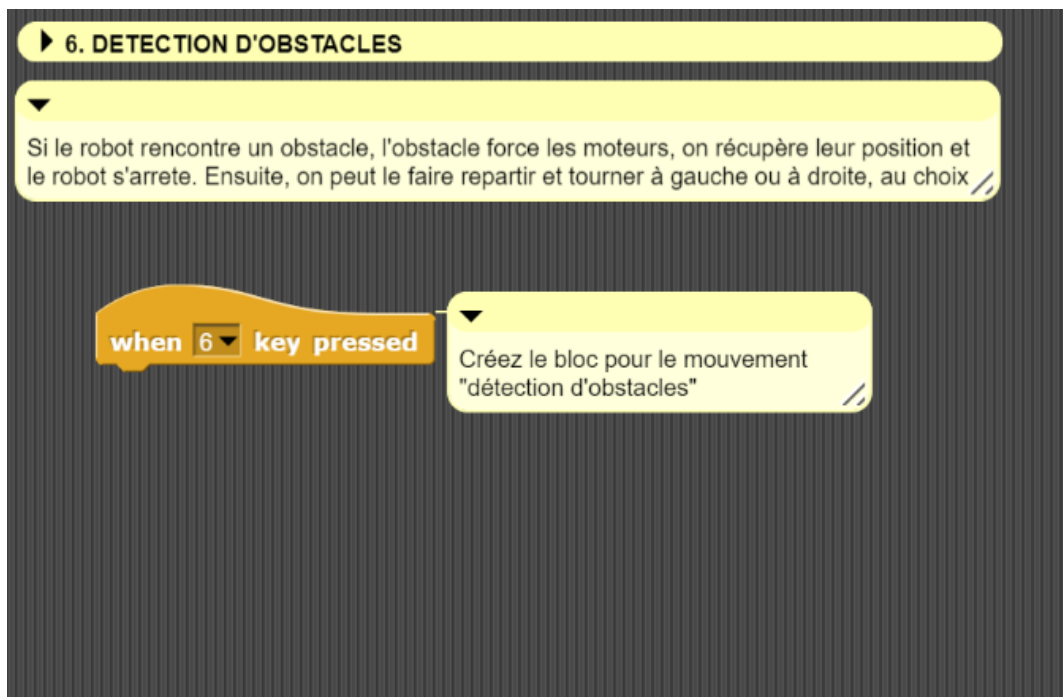 6. DETECTION D'OBSTACLES
Si le robot rencontre un obstacle, l'obstacle force les moteurs, on récupère leur position et
le robot s'arrete. Ensuite, on peut le faire repartir et tourner à gauche ou à droite, au choix
when 6 key pressed
Créez le bloc pour le mouvement
"détection d'obstacles"